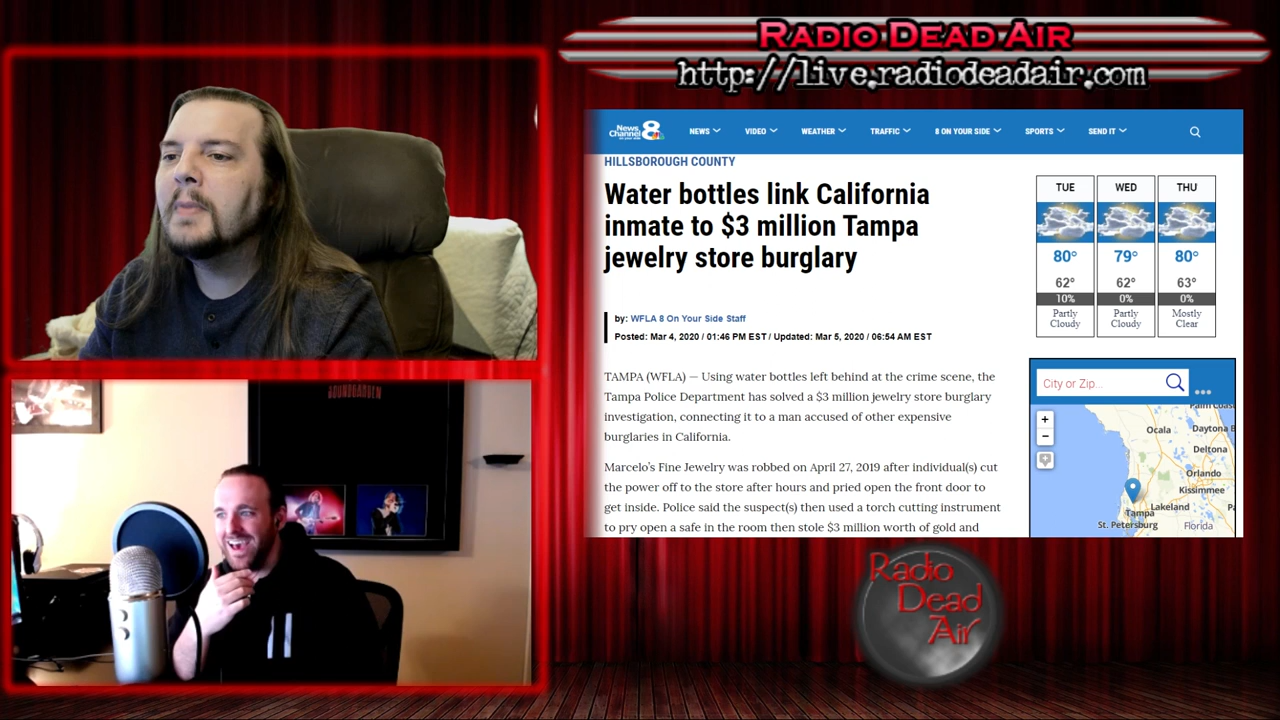 RADIO DEAD AIR
http://live.radiodeadair.com
News Channel 8
NEWS VIDEO WEATHER TRAFFIC 8 ON YOUR SIDE SPORTS SEND IT
HILLSBOROUGH COUNTY
Water bottles link California
inmate to $3 million Tampa
jewelry store burglary
by: WFLA 8 On Your Side Staff
Posted: Mar 4, 2020 / 01:46 PM EST / Updated: Mar 5, 2020 / 06:54 AM EST
TAMPA (WFLA) — Using water bottles left behind at the crime scene, the
Tampa Police Department has solved a $3 million jewelry store burglary
investigation, connecting it to a man accused of other expensive
burglaries in California.
Marcelo's Fine Jewelry was robbed on April 27, 2019 after individual(s) cut
the power off to the store after hours and pried open the front door to
get inside. Police said the suspect(s) then used a torch cutting instrument
to pry open a safe in the room then stole $3 million worth of gold and
TUE WED THU
80° 79° 80°
62° 62° 63°
10% 0% 0%
Partly Cloudy Partly Cloudy Mostly Clear
City or Zip...
Palm Coast
Ocala
Daytona B
Deltona
Orlando
Kissimmee
Lakeland
Tampa
St. Petersburg
Florida
P
SOUNDGARDEN
Radio
Dead
Air